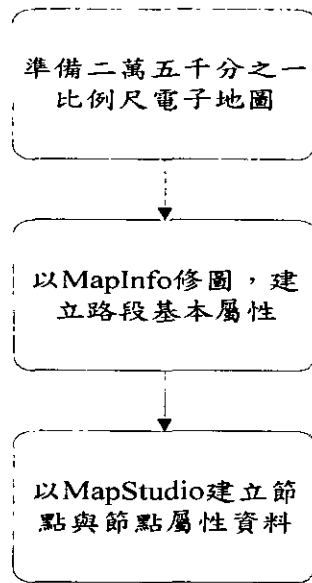 準備二萬五千分之一
比例尺電子地圖
以MapInfo修圖，建
立路段基本屬性
以MapStudio建立節
點與節點屬性資料